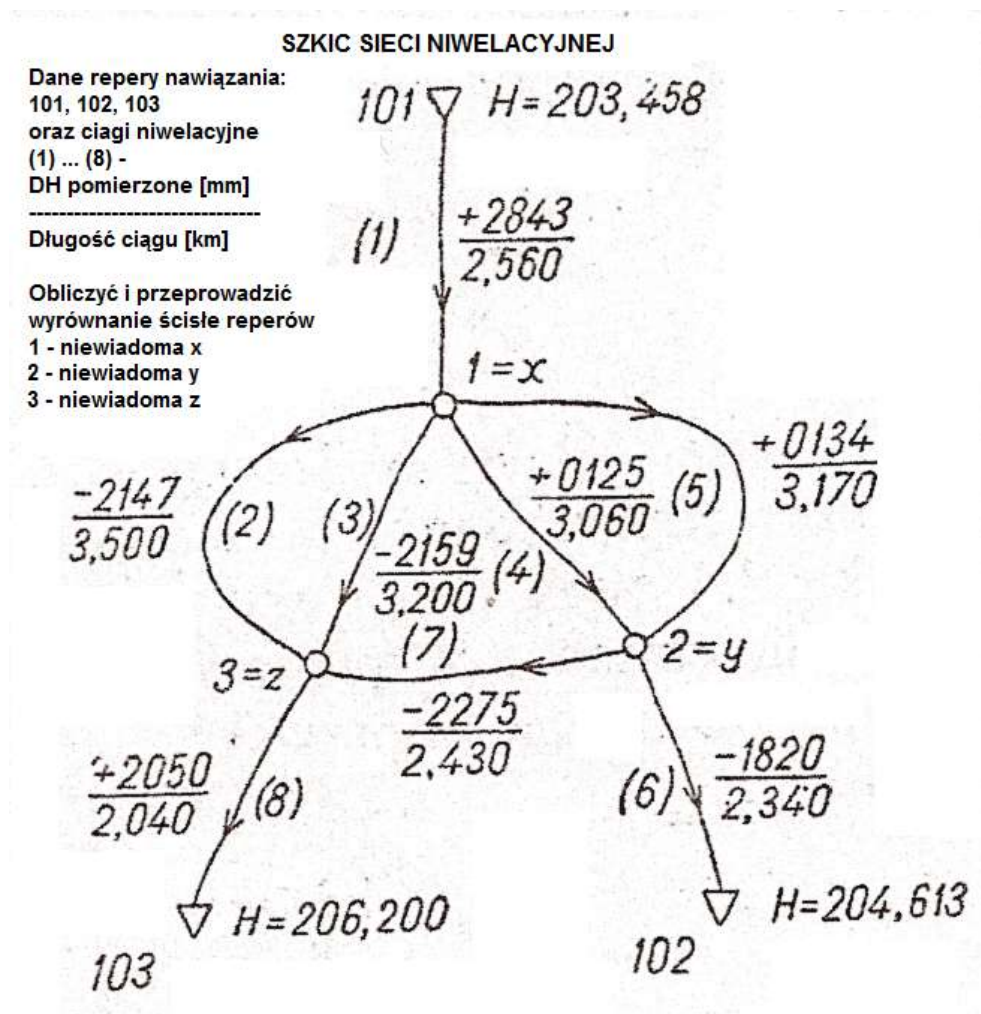 SZKIC SIECI NIWELACYJNEJ
Dane repery nawiązania:
101, 102, 103
oraz ciagi niwelacyjne
(1) ... (8) -
DH pomierzone [mm]
--------------------------------
Długość ciągu [km]
Obliczyć i przeprowadzić
wyrównanie ścisłe reperów
1 - niewiadoma x
2 - niewiadoma y
3 - niewiadoma z
101 H=203,458
(1)
+2843
2,560
1=x
-2147
3,500
(2)
(3)
-2159
3,200
+0125
3,060
(4)
(5)
+0134
3,170
3=z
(7)
-2275
2,430
2=y
+2050
2,040
(8)
(6)
-1820
2,340
H=206,200
103
H=204,613
102